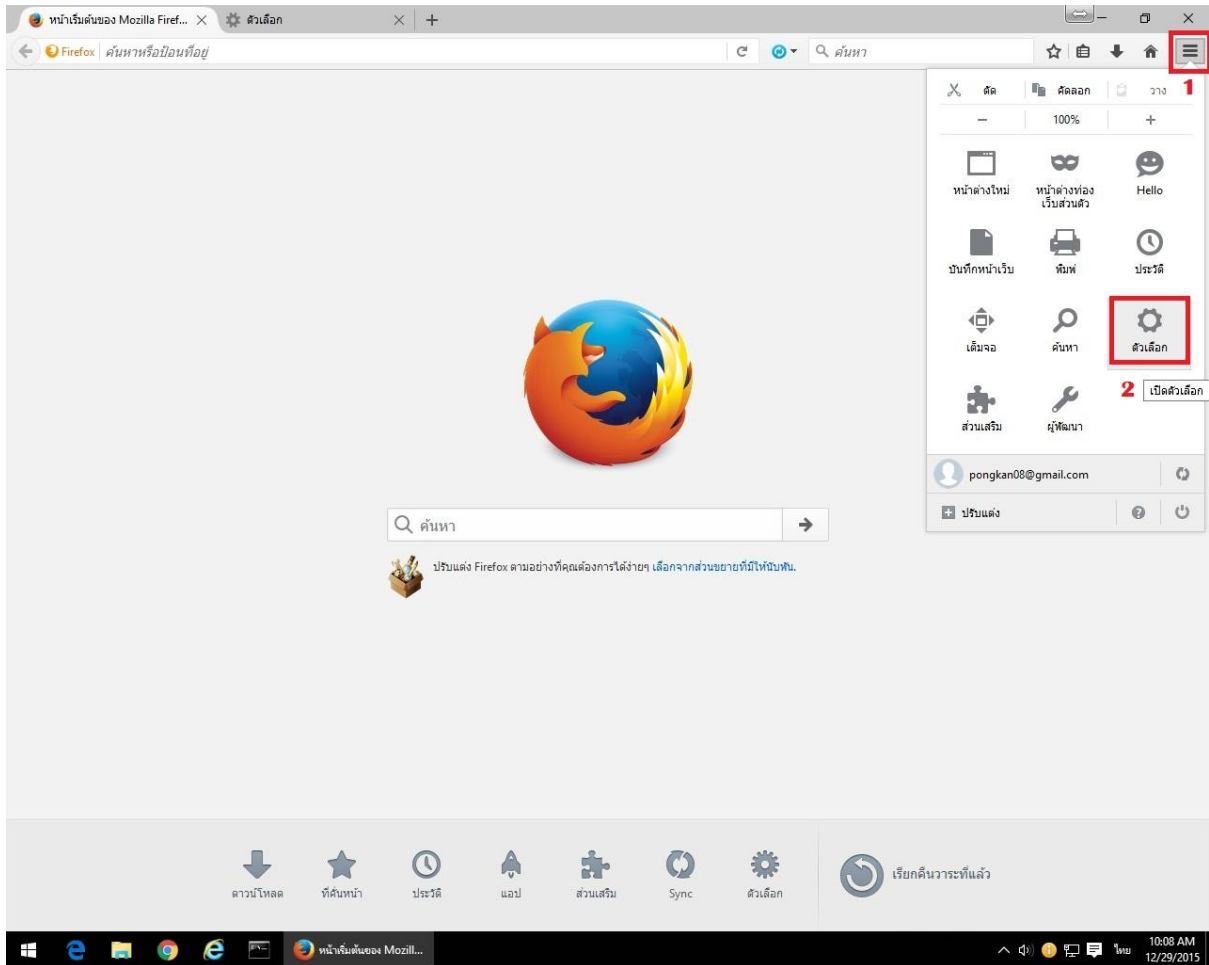 หน้าเริ่มต้นของ Mozilla Firef...
ตัวเลือก
Firefox
ค้นหาหรือป้อนที่อยู่
ค้นหา
1
ตัด
คัดลอก
วาง
100%
หน้าต่างใหม่
หน้าต่างท่อง
เว็บส่วนตัว
Hello
บันทึกหน้าเว็บ
พิมพ์
ประวัติ
เต็มจอ
ค้นหา
ตัวเลือก
2
เปิดตัวเลือก
ส่วนเสริม
ผู้พัฒนา
pongkan08@gmail.com
ปรับแต่ง
ค้นหา
ปรับแต่ง Firefox ตามอย่างที่คุณต้องการได้ง่ายๆ เลือกจากส่วนขยายที่มีให้นับพัน.
ดาวน์โหลด
ที่คั่นหน้า
ประวัติ
แอป
ส่วนเสริม
Sync
ตัวเลือก
เรียกคืนวาระที่แล้ว
หน้าเริ่มต้นของ Mozill...
ไทย
10:08 AM
12/29/2015